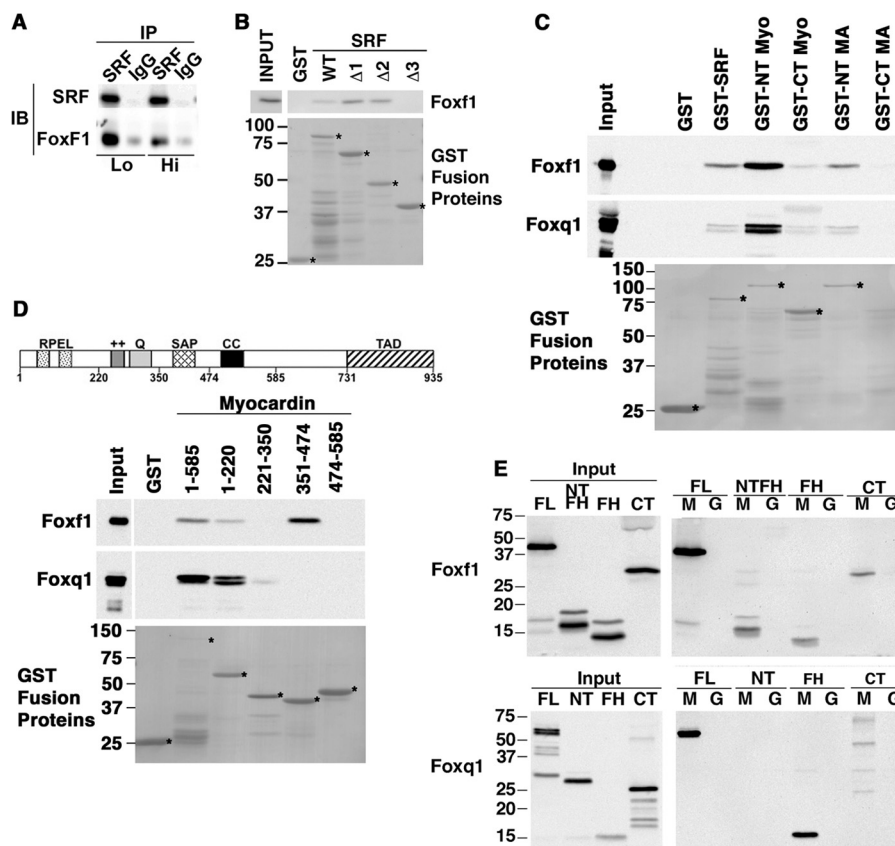 A
IP
SRF IgG SRF IgG
IB
SRF
FoxF1
Lo Hi
B
SRF
INPUT GST WT Δ1 Δ2 Δ3
Foxf1
100
75
50
37
25
GST
Fusion
Proteins
* * * * *
C
Input GST GST-SRF GST-NT Myo GST-CT Myo GST-NT MA GST-CT MA
Foxf1
Foxq1
150
100
75
50
37
25
GST
Fusion
Proteins
* * * * *
D
RPEL ++ Q SAP CC TAD
1 220 350 474 585 731 935
Myocardin
Input GST 1-585 1-220 221-350 351-474 474-585
Foxf1
Foxq1
150
75
50
37
25
GST
Fusion
Proteins
* * * * * *
E
Input
FL NT FH FH CT
FL NTFH FH CT
M G M G M G M G
75
50
37
25
20
15
Foxf1
Input
FL NT FH CT
FL NT FH CT
M G M G M G M G
75
50
37
25
20
15
Foxq1